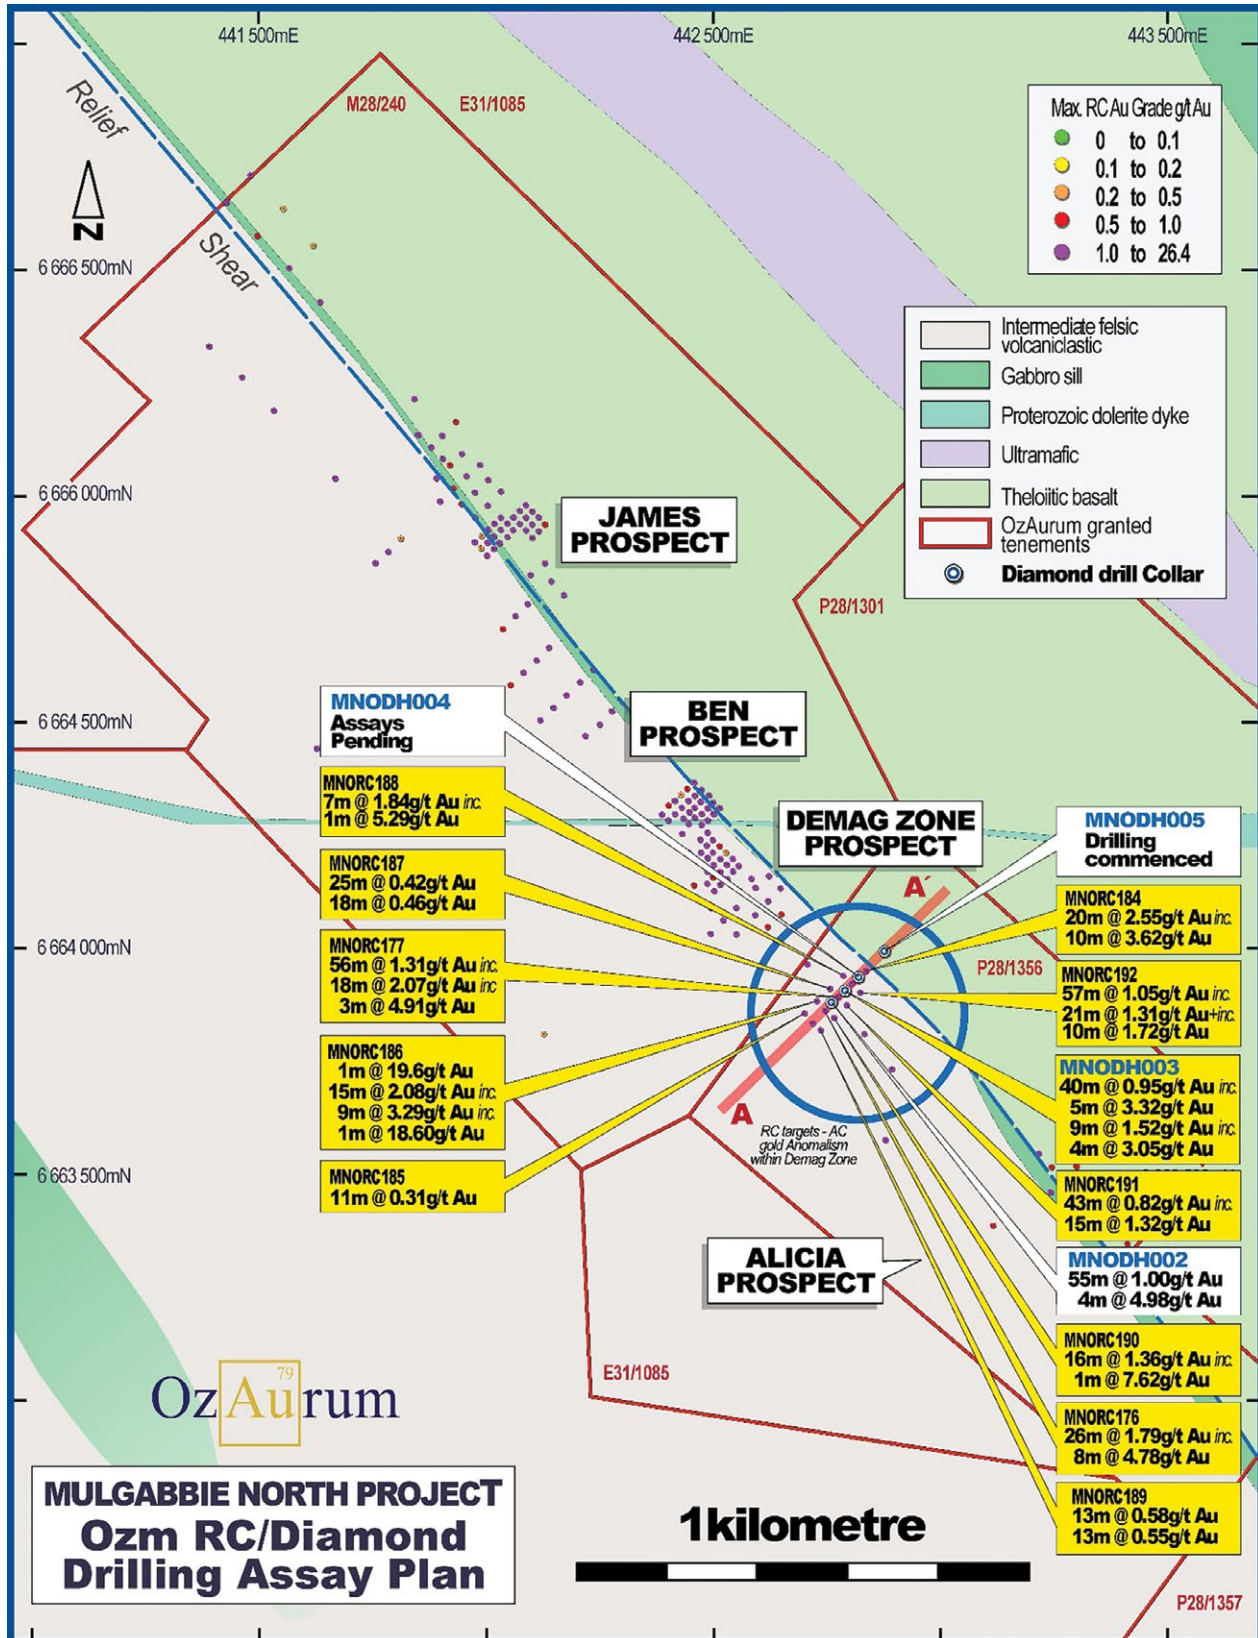 441 500mE
442 500mE
443 500mE
Relief
Shear
N
M28/240
E31/1085
Max. RC Au Grade g/t Au
0 to 0.1
0.1 to 0.2
0.2 to 0.5
0.5 to 1.0
1.0 to 26.4
6 666 500mN
Intermediate felsic
volcaniclastic
Gabbro sill
Proterozoic dolerite dyke
Ultramafic
Theloiitic basalt
OzAurum granted
tenements
Diamond drill Collar
6 666 000mN
JAMES
PROSPECT
P28/1301
MNODH004
Assays
Pending
6 664 500mN
BEN
PROSPECT
MNORC188
7m @ 1.84g/t Au inc.
1m @ 5.29g/t Au
DEMAG ZONE
PROSPECT
MNODH005
Drilling
commenced
MNORC187
25m @ 0.42g/t Au
18m @ 0.46g/t Au
A´
MNORC184
20m @ 2.55g/t Au inc.
10m @ 3.62g/t Au
MNORC177
56m @ 1.31g/t Au inc.
18m @ 2.07g/t Au inc
3m @ 4.91g/t Au
6 664 000mN
P28/1356
MNORC192
57m @ 1.05g/t Au inc.
21m @ 1.31g/t Au+inc.
10m @ 1.72g/t Au
MNORC186
1m @ 19.6g/t Au
15m @ 2.08g/t Au inc.
9m @ 3.29g/t Au inc.
1m @ 18.60g/t Au
MNODH003
40m @ 0.95g/t Au inc.
5m @ 3.32g/t Au
9m @ 1.52g/t Au inc.
4m @ 3.05g/t Au
A
RC targets - AC
gold Anomalism
within Demag Zone
6 663 500mN
MNORC185
11m @ 0.31g/t Au
MNORC191
43m @ 0.82g/t Au inc.
15m @ 1.32g/t Au
ALICIA
PROSPECT
MNODH002
55m @ 1.00g/t Au
4m @ 4.98g/t Au
MNORC190
16m @ 1.36g/t Au inc.
1m @ 7.62g/t Au
E31/1085
79
OzAurum
MNORC176
26m @ 1.79g/t Au inc.
8m @ 4.78g/t Au
MNORC189
13m @ 0.58g/t Au
13m @ 0.55g/t Au
MULGABBIE NORTH PROJECT
Ozm RC/Diamond
Drilling Assay Plan
1kilometre
P28/1357